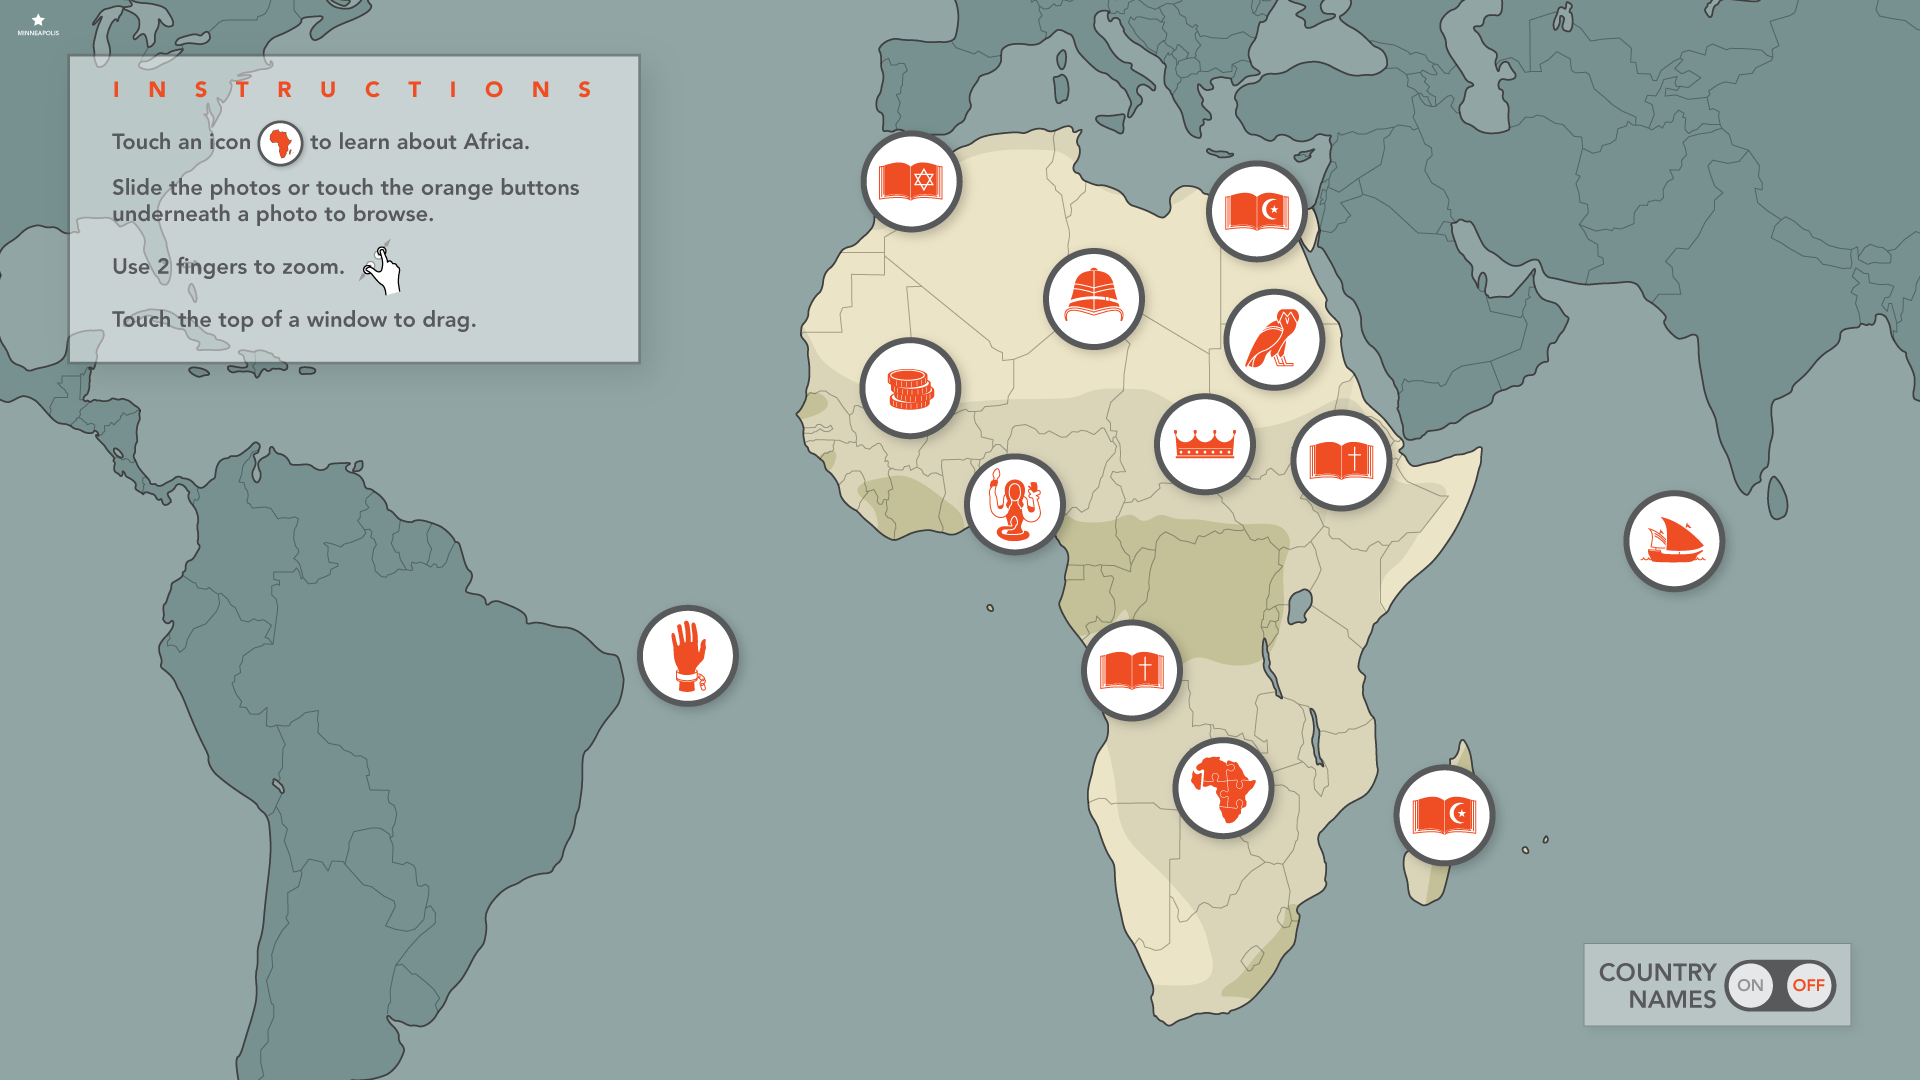 MINNEAPOLIS
INSTRUCTIONS
Touch an icon to learn about Africa.
Slide the photos or touch the orange buttons
underneath a photo to browse.
Use 2 fingers to zoom.
Touch the top of a window to drag.
COUNTRY
NAMES
ON OFF